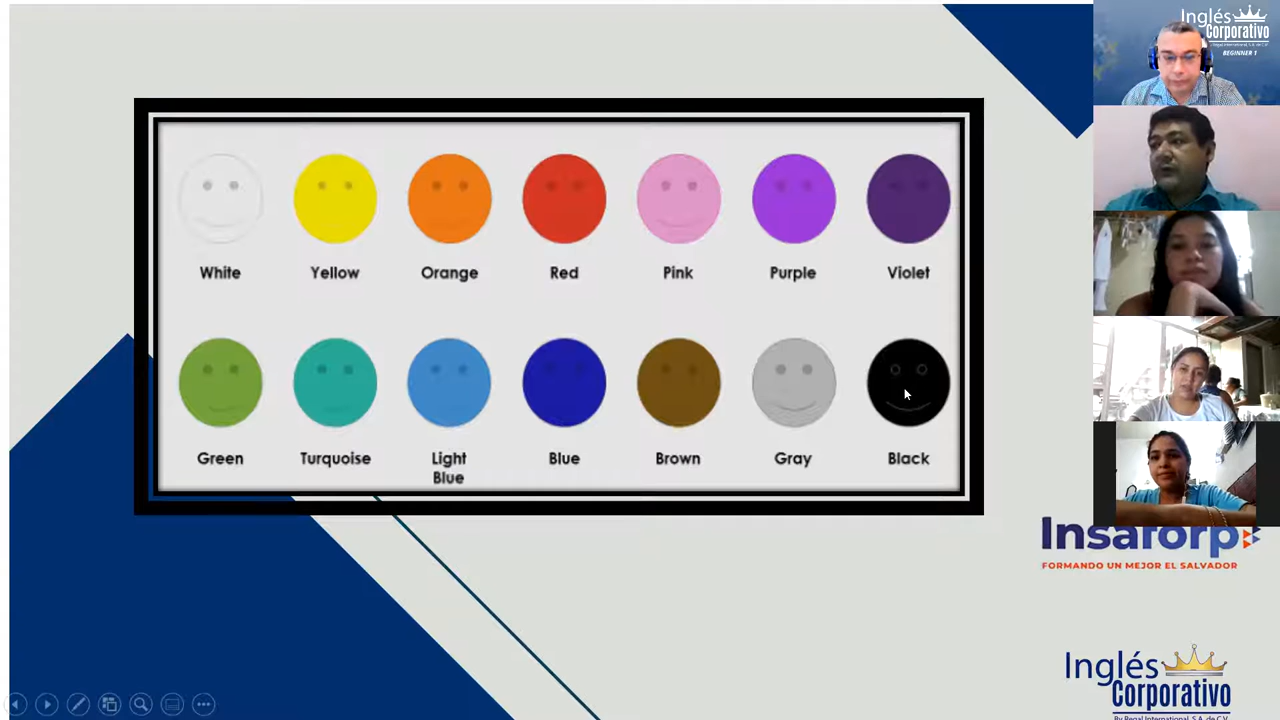 Inglés
Corporativo
BEGINNER 1
White Yellow Orange Red Pink Purple Violet
Green Turquoise Light Blue Blue Brown Gray Black
Insaforp
FORMANDO UN MEJOR EL SALVADOR
Inglés
Corporativo
By Regal International, S.A. de C.V.